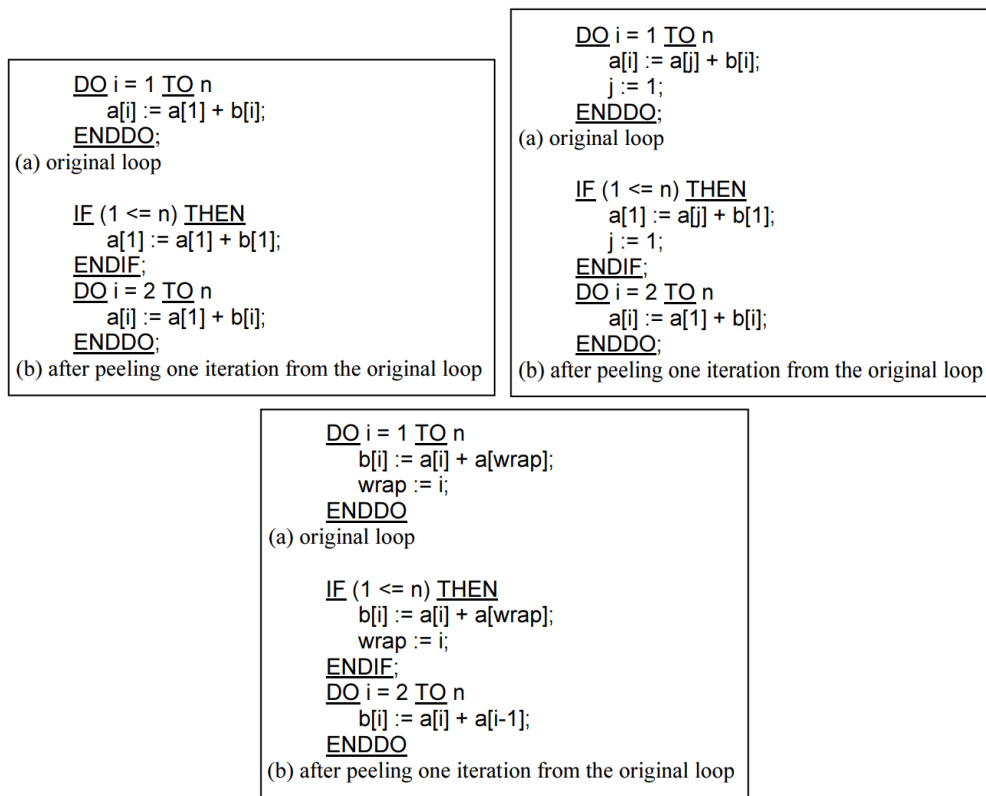 DO i = 1 TO n
a[i] := a[1] + b[i];
ENDDO;
(a) original loop
IF (1 <= n) THEN
a[1] := a[1] + b[1];
ENDIF;
DO i = 2 TO n
a[i] := a[1] + b[i];
ENDDO;
(b) after peeling one iteration from the original loop
DO i = 1 TO n
a[i] := a[j] + b[i];
j := 1;
ENDDO;
(a) original loop
IF (1 <= n) THEN
a[1] := a[j] + b[1];
j := 1;
ENDIF;
DO i = 2 TO n
a[i] := a[1] + b[i];
ENDDO;
(b) after peeling one iteration from the original loop
DO i = 1 TO n
b[i] := a[i] + a[wrap];
wrap := i;
ENDDO
(a) original loop
IF (1 <= n) THEN
b[i] := a[i] + a[wrap];
wrap := i;
ENDIF;
DO i = 2 TO n
b[i] := a[i] + a[i-1];
ENDDO
(b) after peeling one iteration from the original loop